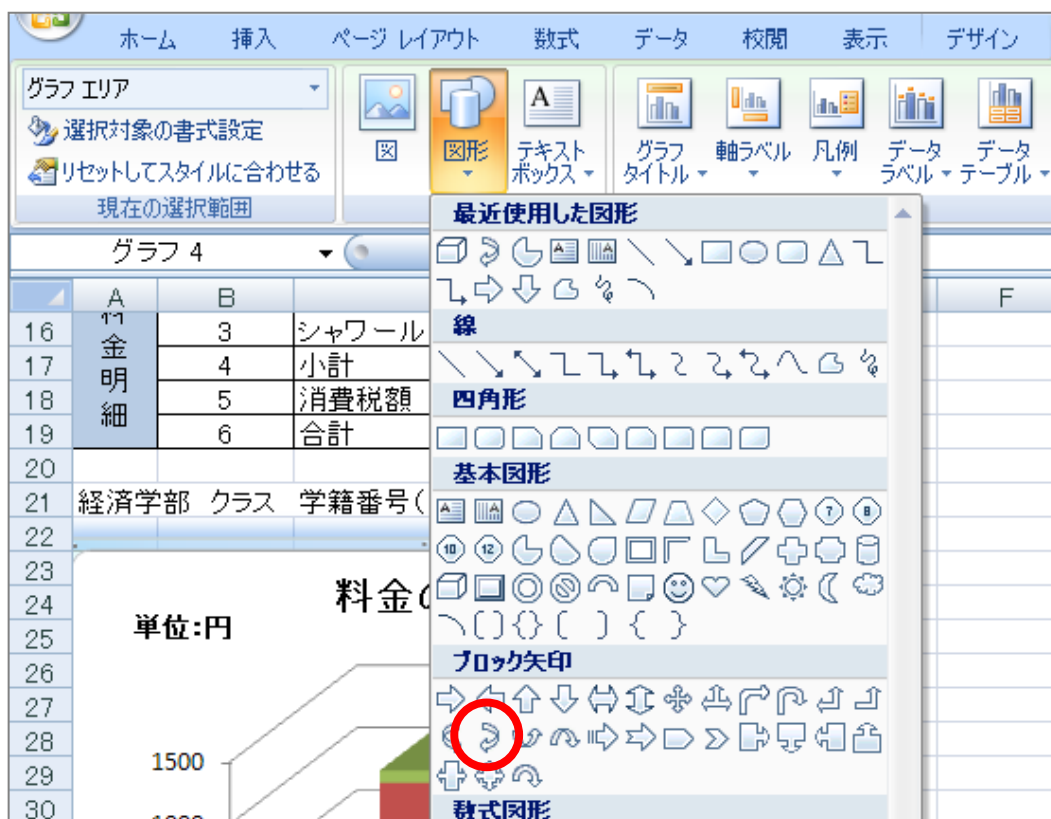 ホーム 挿入 ページ レイアウト 数式 データ 校閲 表示 デザイン
グラフ エリア
選択対象の書式設定
リセットしてスタイルに合わせる
現在の選択範囲
図
図形
テキスト
ボックス
グラフ
タイトル
軸ラベル
凡例
データ
ラベル
データ
テーブル
グラフ 4
最近使用した図形
線
四角形
基本図形
ブロック矢印
数式図形
A B F
16 3 シャワール
17 金 4 小計
18 明 5 消費税額
19 細 6 合計
20
21 経済学部 クラス 学籍番号(
22
23
24 料金の
25 単位:円
26
27
28
29 1500
30